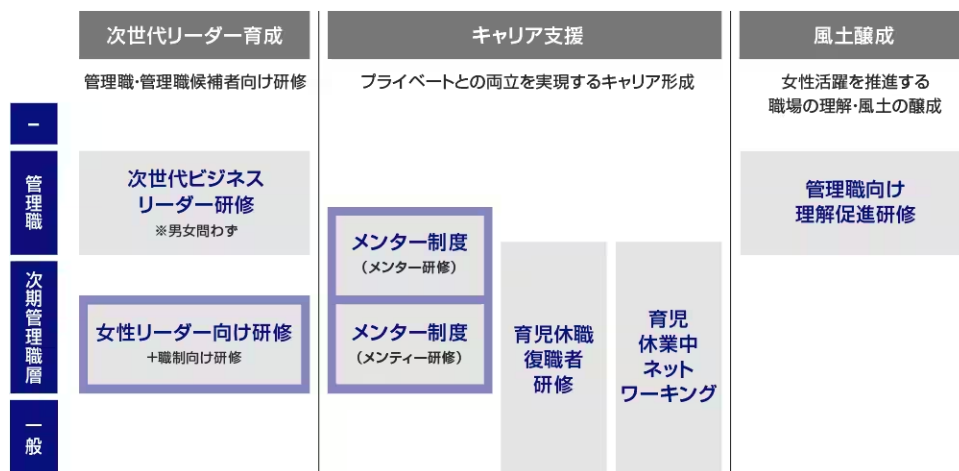 次世代リーダー育成
キャリア支援
風土醸成
管理職・管理職候補者向け研修
プライベートとの両立を実現するキャリア形成
女性活躍を推進する
職場の理解・風土の醸成
－
管理職
次世代ビジネス
リーダー研修
※男女問わず
管理職向け
理解促進研修
メンター制度
（メンター研修）
次期管理職層
女性リーダー向け研修
＋職制向け研修
メンター制度
（メンティー研修）
育児休職
復職者
研修
育児
休業中
ネット
ワーキング
一般